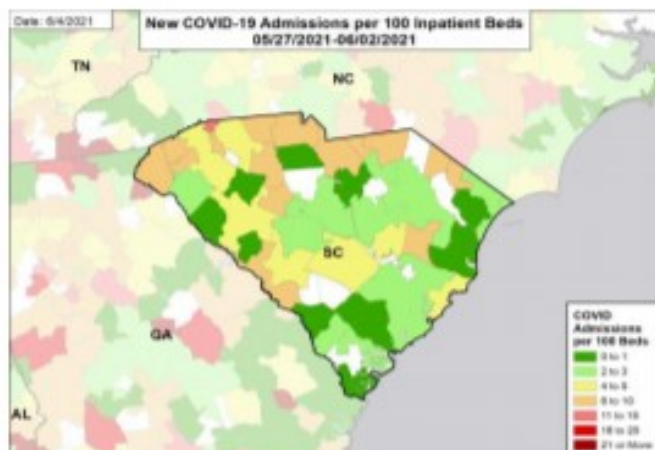 Date: 6/4/2021
New COVID-19 Admissions per 100 Inpatient Beds
05/27/2021-06/02/2021
TN
NC
SC
GA
AL
COVID
Admissions
per 100 Beds
0 to 1
2 to 3
4 to 5
6 to 10
11 to 15
16 to 20
21 or More